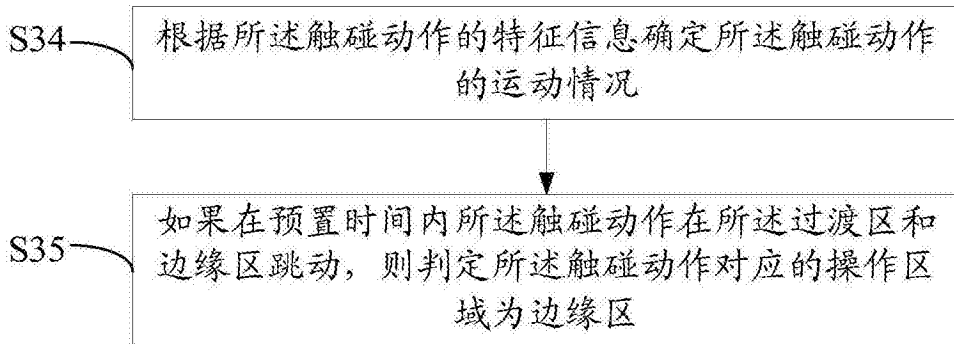 S34
根据所述触碰动作的特征信息确定所述触碰动作
的运动情况
S35
如果在预置时间内所述触碰动作在所述过渡区和
边缘区跳动，则判定所述触碰动作对应的操作区
域为边缘区